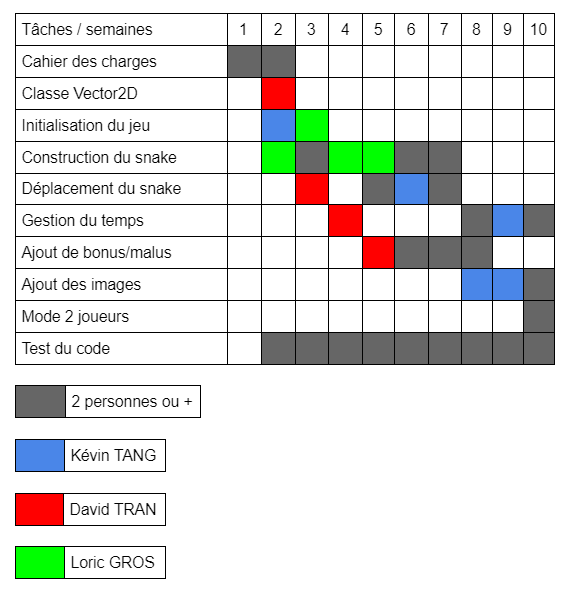 Tâches / semaines 1 2 3 4 5 6 7 8 9 10
Cahier des charges
Classe Vector2D
Initialisation du jeu
Construction du snake
Déplacement du snake
Gestion du temps
Ajout de bonus/malus
Ajout des images
Mode 2 joueurs
Test du code
2 personnes ou +
Kévin TANG
David TRAN
Loric GROS